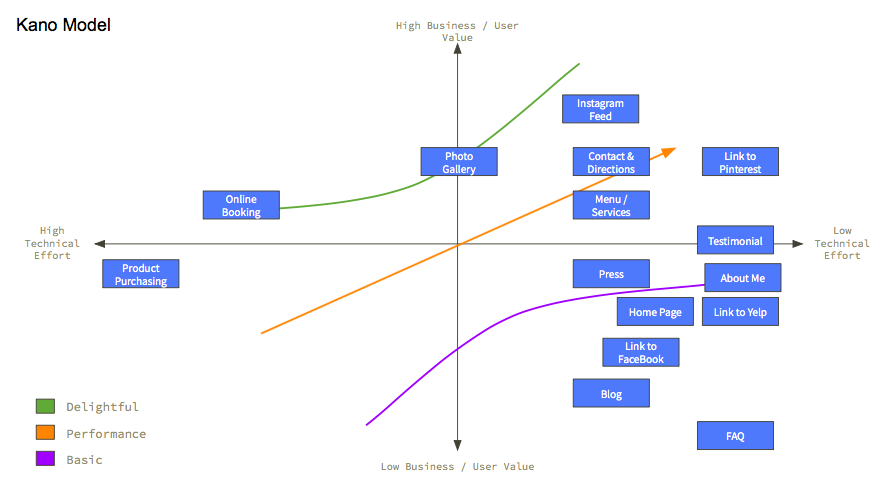 Kano Model
High Business / User
Value
Instagram
Feed
Photo
Gallery
Contact &
Directions
Link to
Pinterest
Online
Booking
Menu /
Services
High
Technical
Effort
Testimonial
Low
Technical
Effort
Product
Purchasing
Press
About Me
Home Page
Link to Yelp
Link to
FaceBook
Blog
Delightful
Performance
Basic
FAQ
Low Business / User Value